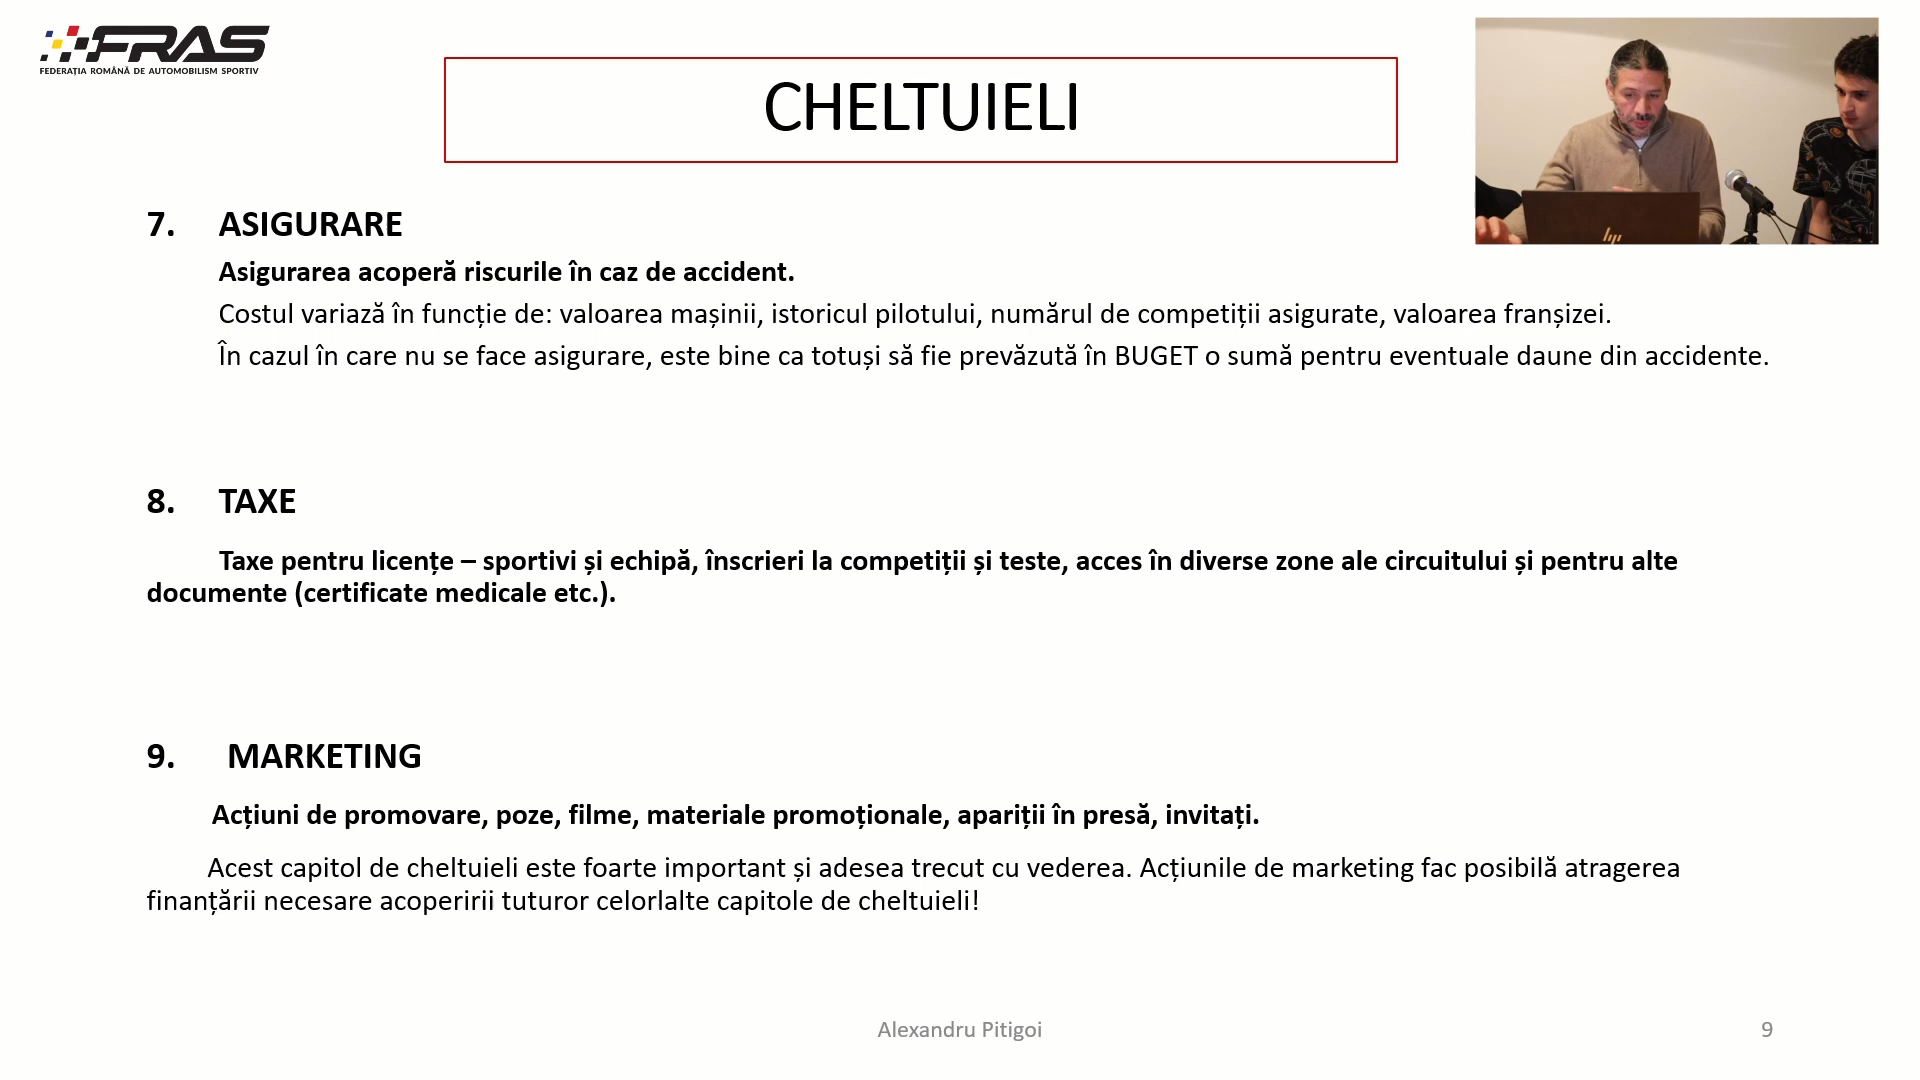 FRAS
FEDERAȚIA ROMÂNĂ DE AUTOMOBILISM SPORTIV
CHELTUIELI
7. ASIGURARE
Asigurarea acoperă riscurile în caz de accident.
Costul variază în funcție de: valoarea mașinii, istoricul pilotului, numărul de competiții asigurate, valoarea franșizei.
În cazul în care nu se face asigurare, este bine ca totuși să fie prevăzută în BUGET o sumă pentru eventuale daune din accidente.
8. TAXE
Taxe pentru licențe – sportivi și echipă, înscrieri la competiții și teste, acces în diverse zone ale circuitului și pentru alte
documente (certificate medicale etc.).
9. MARKETING
Acțiuni de promovare, poze, filme, materiale promoționale, apariții în presă, invitați.
Acest capitol de cheltuieli este foarte important și adesea trecut cu vederea. Acțiunile de marketing fac posibilă atragerea
finanțării necesare acoperirii tuturor celorlalte capitole de cheltuieli!
Alexandru Pitigoi
9
hp